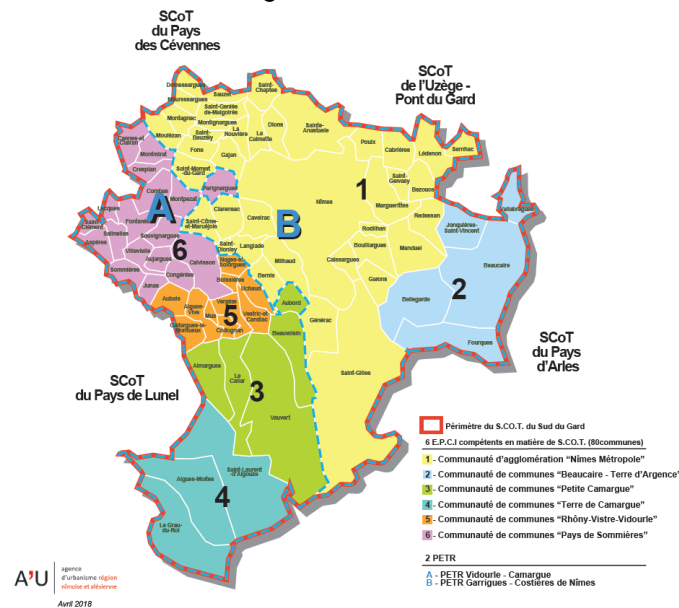 SCoT
du Pays
des Cévennes
SCoT
de l'Uzège -
Pont du Gard
SCoT
du Pays
d'Arles
SCoT
du Pays de Lunel
Domessargues
Mauressargues
Sauzet
Saint-
Chaptes
Saint-Geniès
de-Malgoirès
Montagnac
Montignargues
Moulézan
Saint-
Bauzély
La
Rouvière
La
Calmette
Dions
Sainte-
Anastasie
Fons
Gajan
Saint-Mamert
du-Gard
Parignargues
Cannes-et
Clairan
Montmirat
Crespian
Combas
Montpezat
Poulx
Cabrières
Lédenon
Sernhac
Saint-
Gervasy
Bezouce
Marguerittes
Redessan
Rodilhan
Bouillargues
Manduel
Caissargues
Garons
Nîmes
Clarensac
Caveirac
Saint-Côme
et-Maruéjols
Saint-
Dionisy
Langlade
Milhaud
Bernis
Nages-et
Solorgues
Générac
Saint-Gilles
Vallabrègues
Jonquières-
Saint-Vincent
Beaucaire
Bellegarde
Fourques
Lecques
Saint-
Clément
Fontanès
Salinelles
Souvignargues
Aspères
Villevieille
Aujargues
Calvisson
Sommières
Congénies
Junas
Boissières
Uchaud
Aubais
Aigues-
Vive
Vergèze
Mus
Vestric-et
Candiac
Codognan
Gallargues-le-
Montueux
Aubord
Beauvoisin
Aimargues
Le
Cailar
Vauvert
Saint-Laurent
d'Aigouze
Aigues-Mortes
Le Grau-
du-Roi
A
B
1
2
3
4
5
6
Périmètre du S.CO.T. du Sud du Gard
6 E.P.C.I compétents en matière de S.CO.T. (80communes)
1 - Communauté d'agglomération "Nîmes Métropole"
2 - Communauté de communes "Beaucaire - Terre d'Argence"
3 - Communauté de communes "Petite Camargue"
4 - Communauté de communes "Terre de Camargue"
5 - Communauté de communes "Rhôny-Vistre-Vidourle"
6 - Communauté de communes "Pays de Sommières"
2 PETR
A - PETR Vidourle - Camargue
B - PETR Garrigues - Costières de Nîmes
A'U
agence
d'urbanisme région
nîmoise et alésienne
Avril 2018